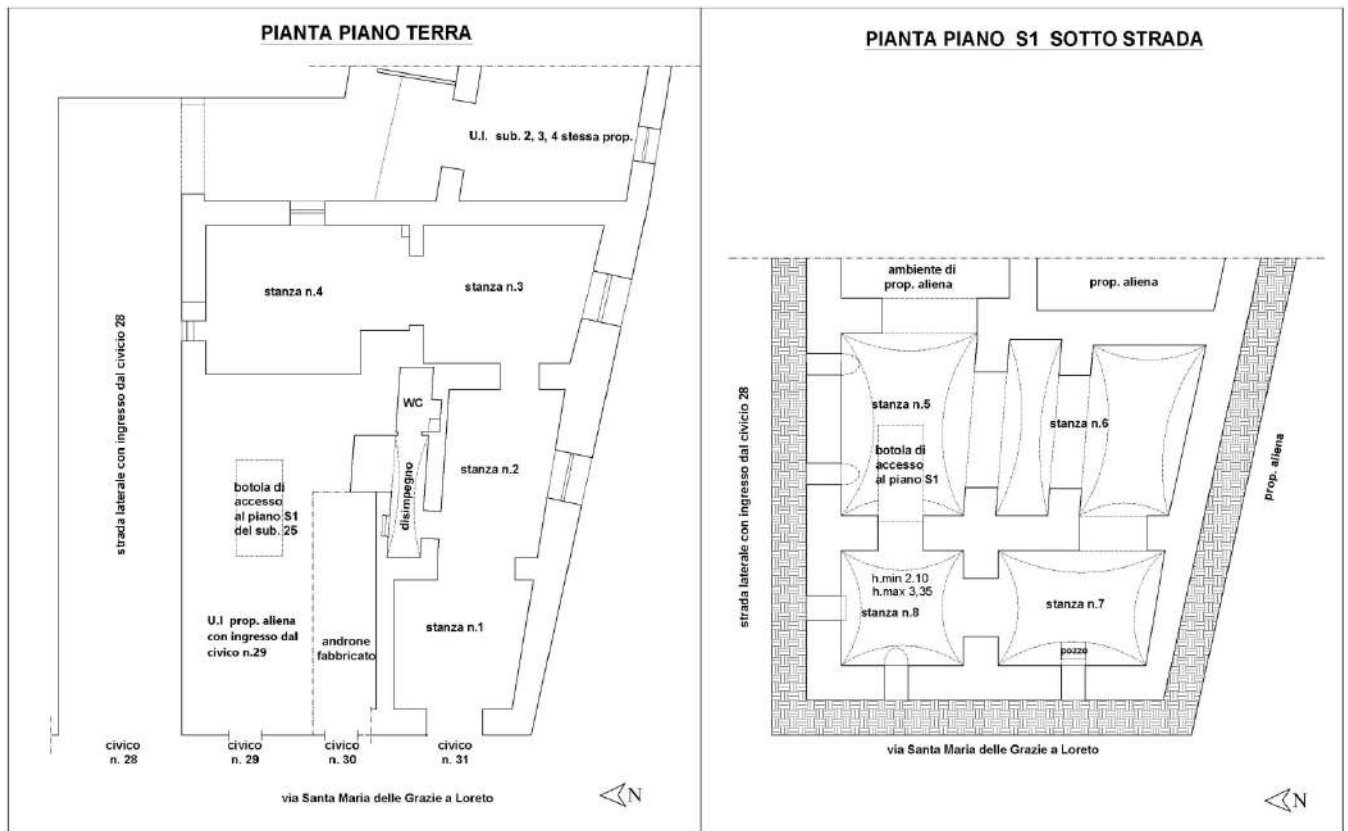 PIANTA PIANO TERRA
U.I. sub. 2, 3, 4 stessa prop.
stanza n.4
stanza n.3
strada laterale con ingresso dal civicio 28
WC
stanza n.2
disimpegno
botola di
accesso
al piano S1
del sub. 25
U.I prop. aliena
con ingresso dal
civico n.29
androne
fabbricato
stanza n.1
civico
n. 28
civico
n. 29
civico
n. 30
civico
n. 31
via Santa Maria delle Grazie a Loreto
N
PIANTA PIANO S1 SOTTO STRADA
ambiente di
prop. aliena
prop. aliena
strada laterale con ingresso dal civicio 28
stanza n.5
stanza n.6
botola di
accesso
al piano S1
prop. aliena
h.min 2.10
h.max 3,35
stanza n.8
stanza n.7
pozzo
via Santa Maria delle Grazie a Loreto
N